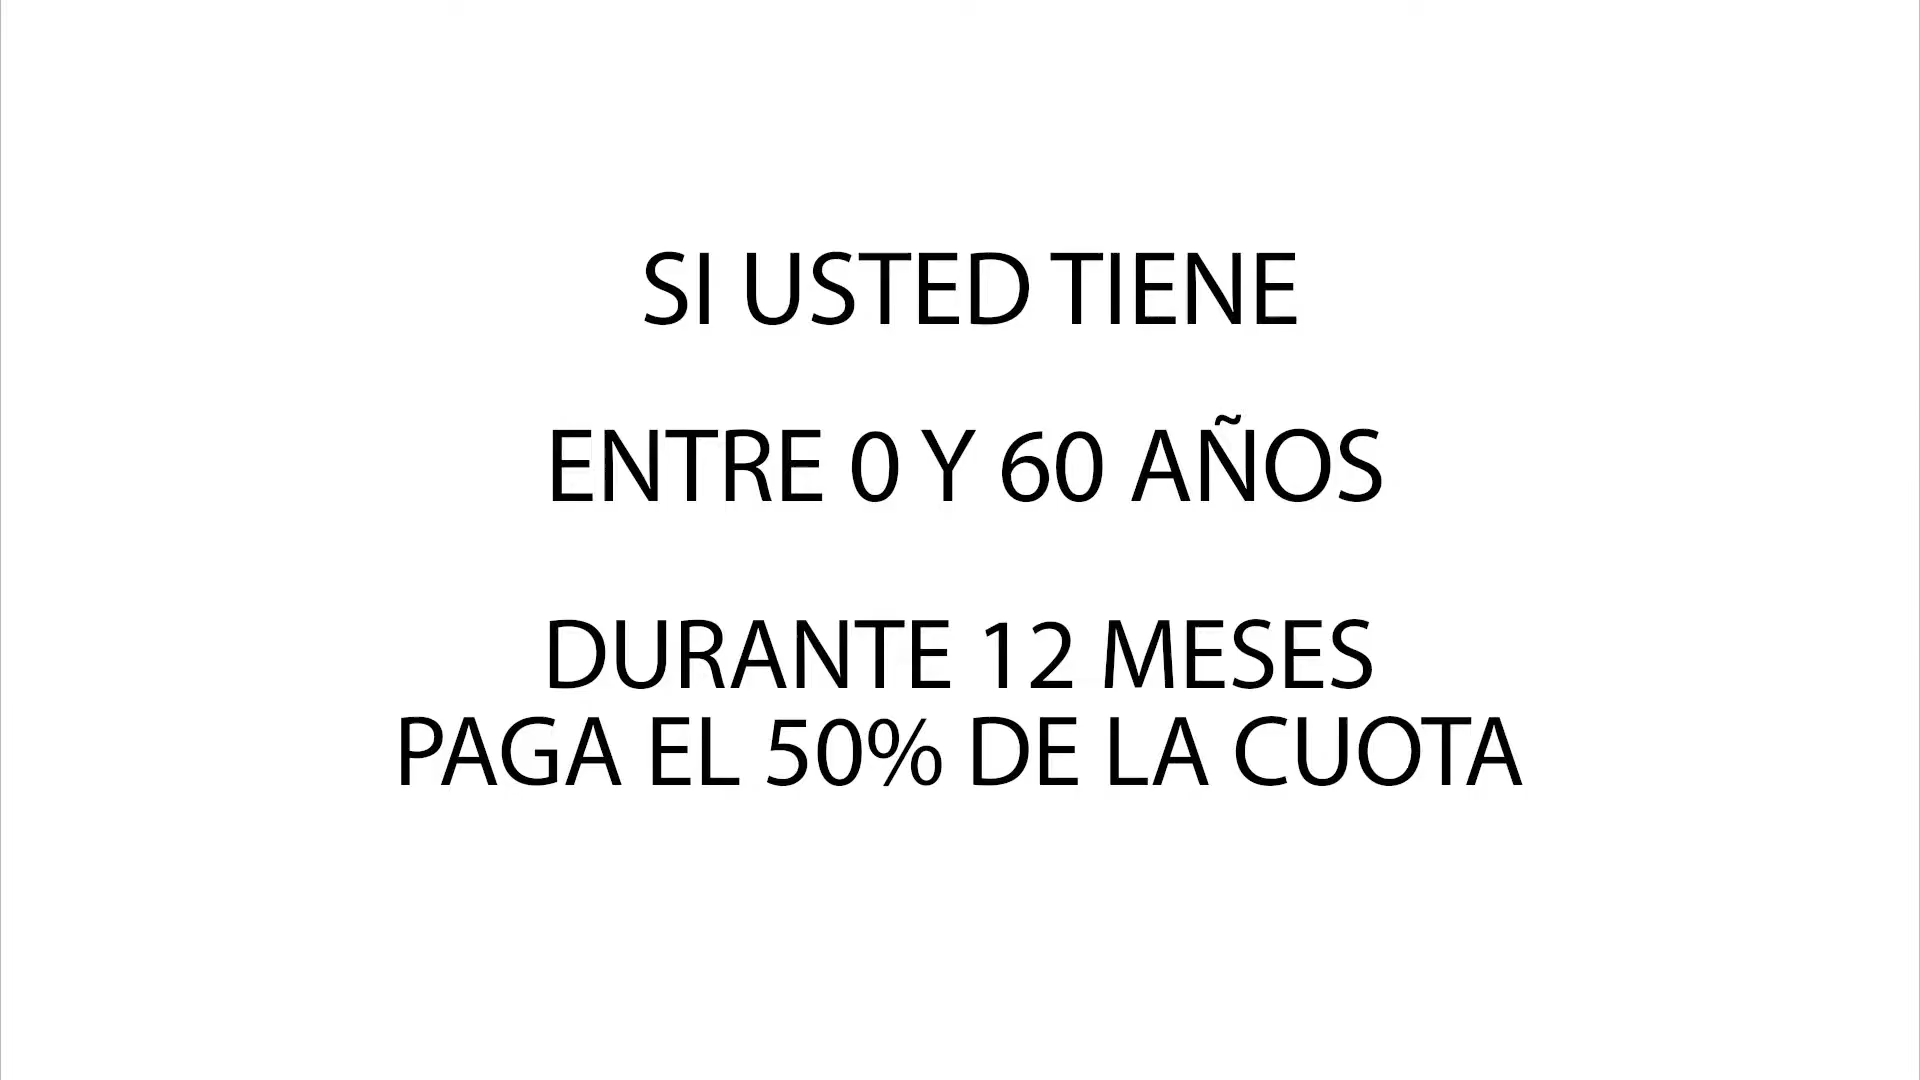 SI USTED TIENE
ENTRE 0 Y 60 AÑOS
DURANTE 12 MESES
PAGA EL 50% DE LA CUOTA